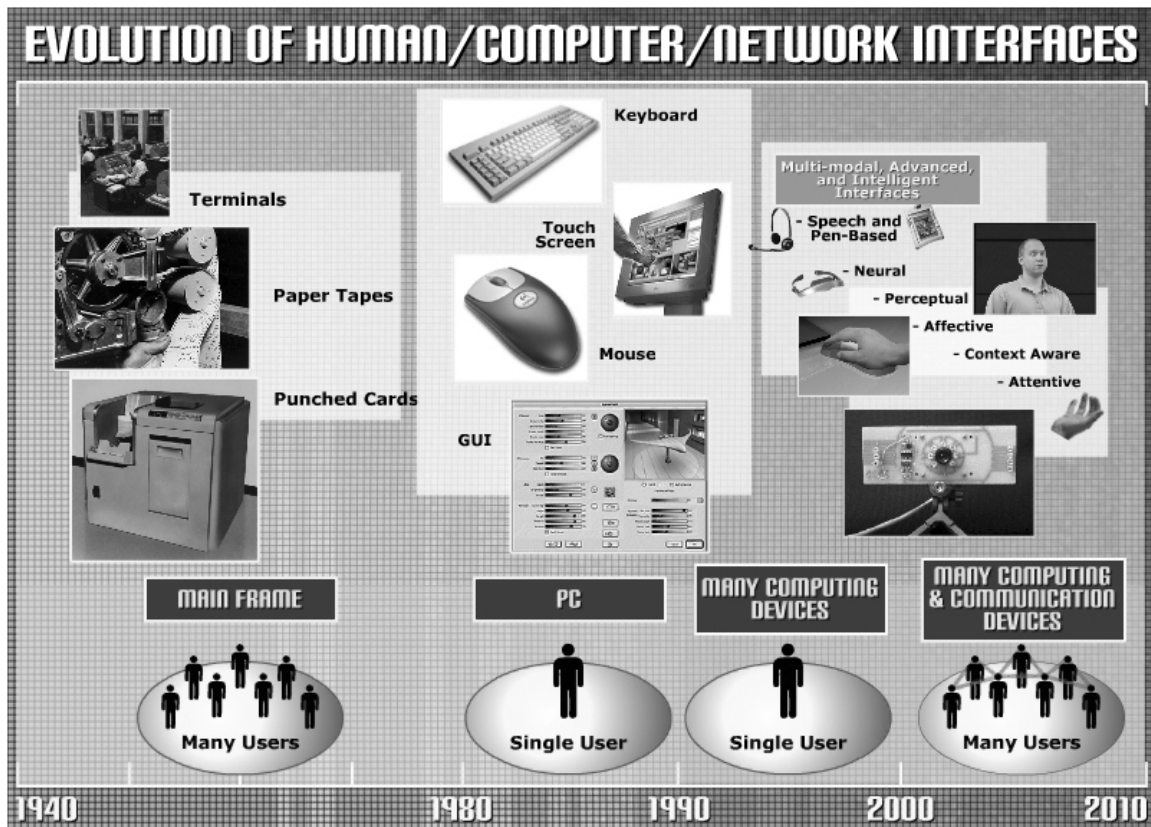 EVOLUTION OF HUMAN/COMPUTER/NETWORK INTERFACES
Terminals
Paper Tapes
Punched Cards
Keyboard
Touch
Screen
Mouse
GUI
Multi-modal, Advanced,
and Intelligent
Interfaces
- Speech and
Pen-Based
- Neural
- Perceptual
- Affective
- Context Aware
- Attentive
MAIN FRAME
PC
MANY COMPUTING
DEVICES
MANY COMPUTING
& COMMUNICATION
DEVICES
Many Users
Single User
Single User
Many Users
1940
1980
1990
2000
2010